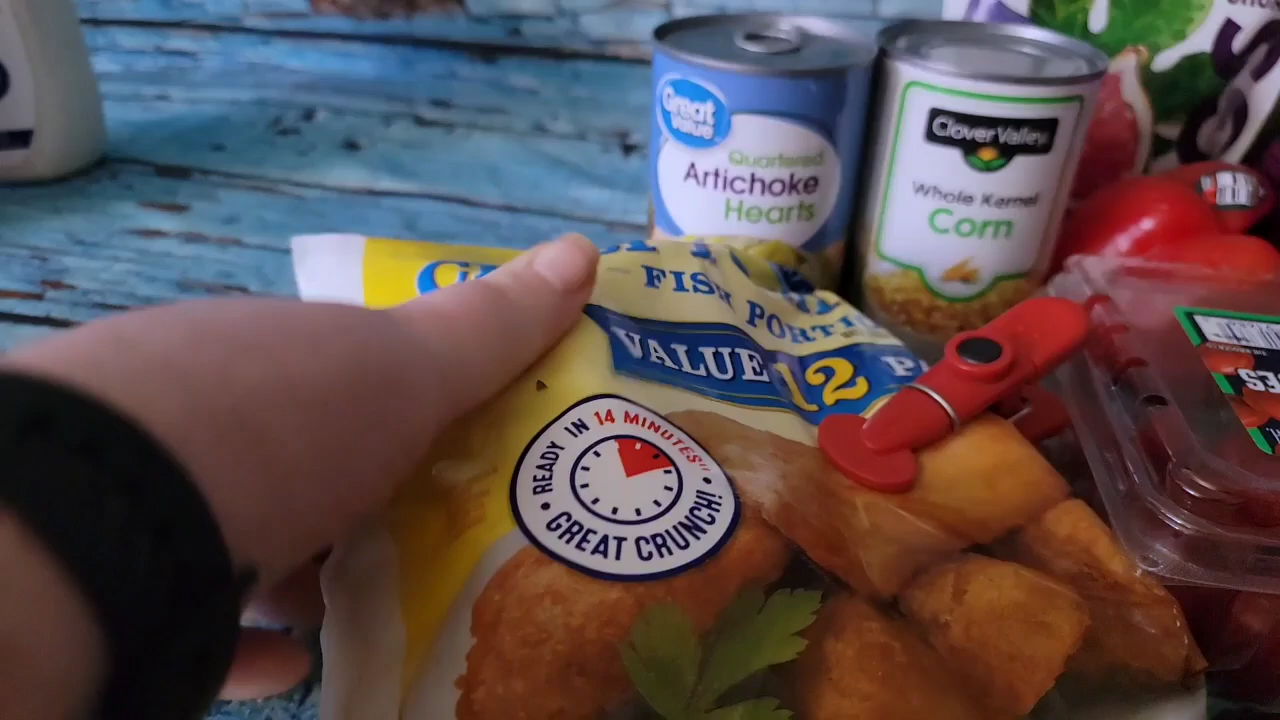 Great
Value
Quartered
Artichoke
Hearts
Clover Valley
Whole Kernel
Corn
FISH PORTI
VALUE 12 P
READY IN 14 MINUTES!!
GREAT CRUNCH!